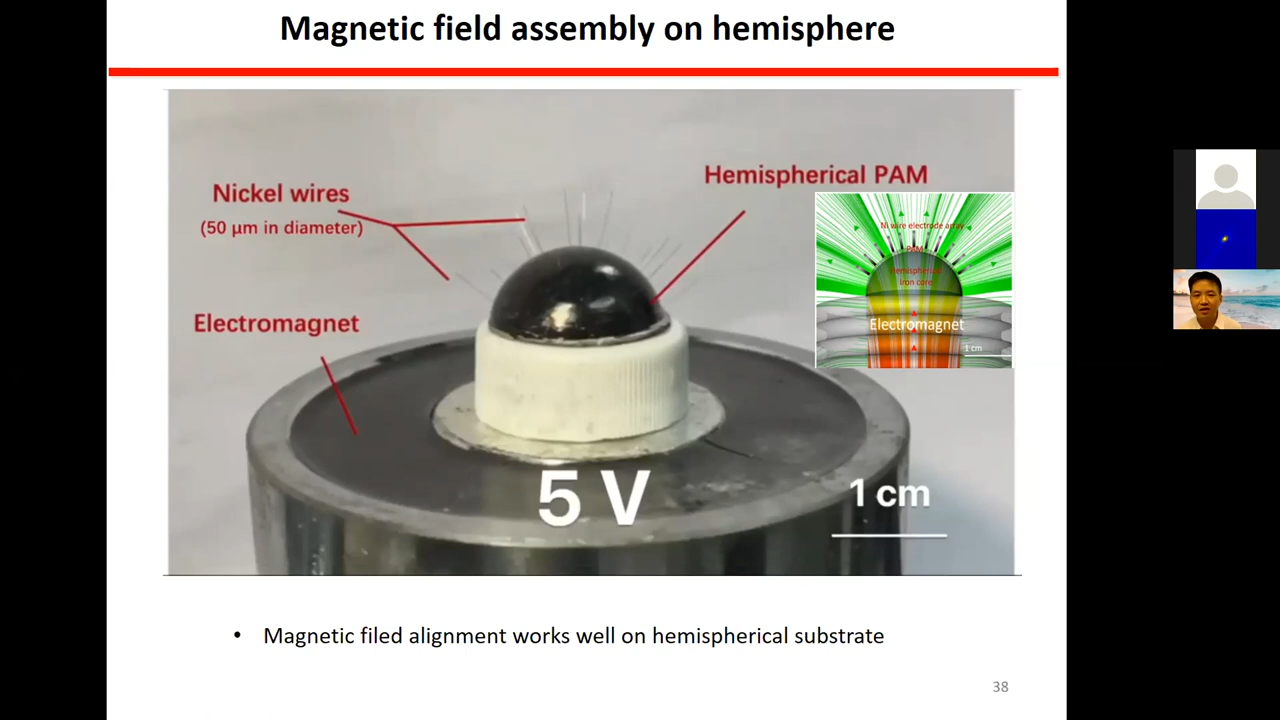 Magnetic field assembly on hemisphere
Nickel wires
(50 µm in diameter)
Hemispherical PAM
Electromagnet
Ni wire electrode array
PAM
Hemispherical
Iron core
Electromagnet
1 cm
5 V
1 cm
• Magnetic filed alignment works well on hemispherical substrate
38